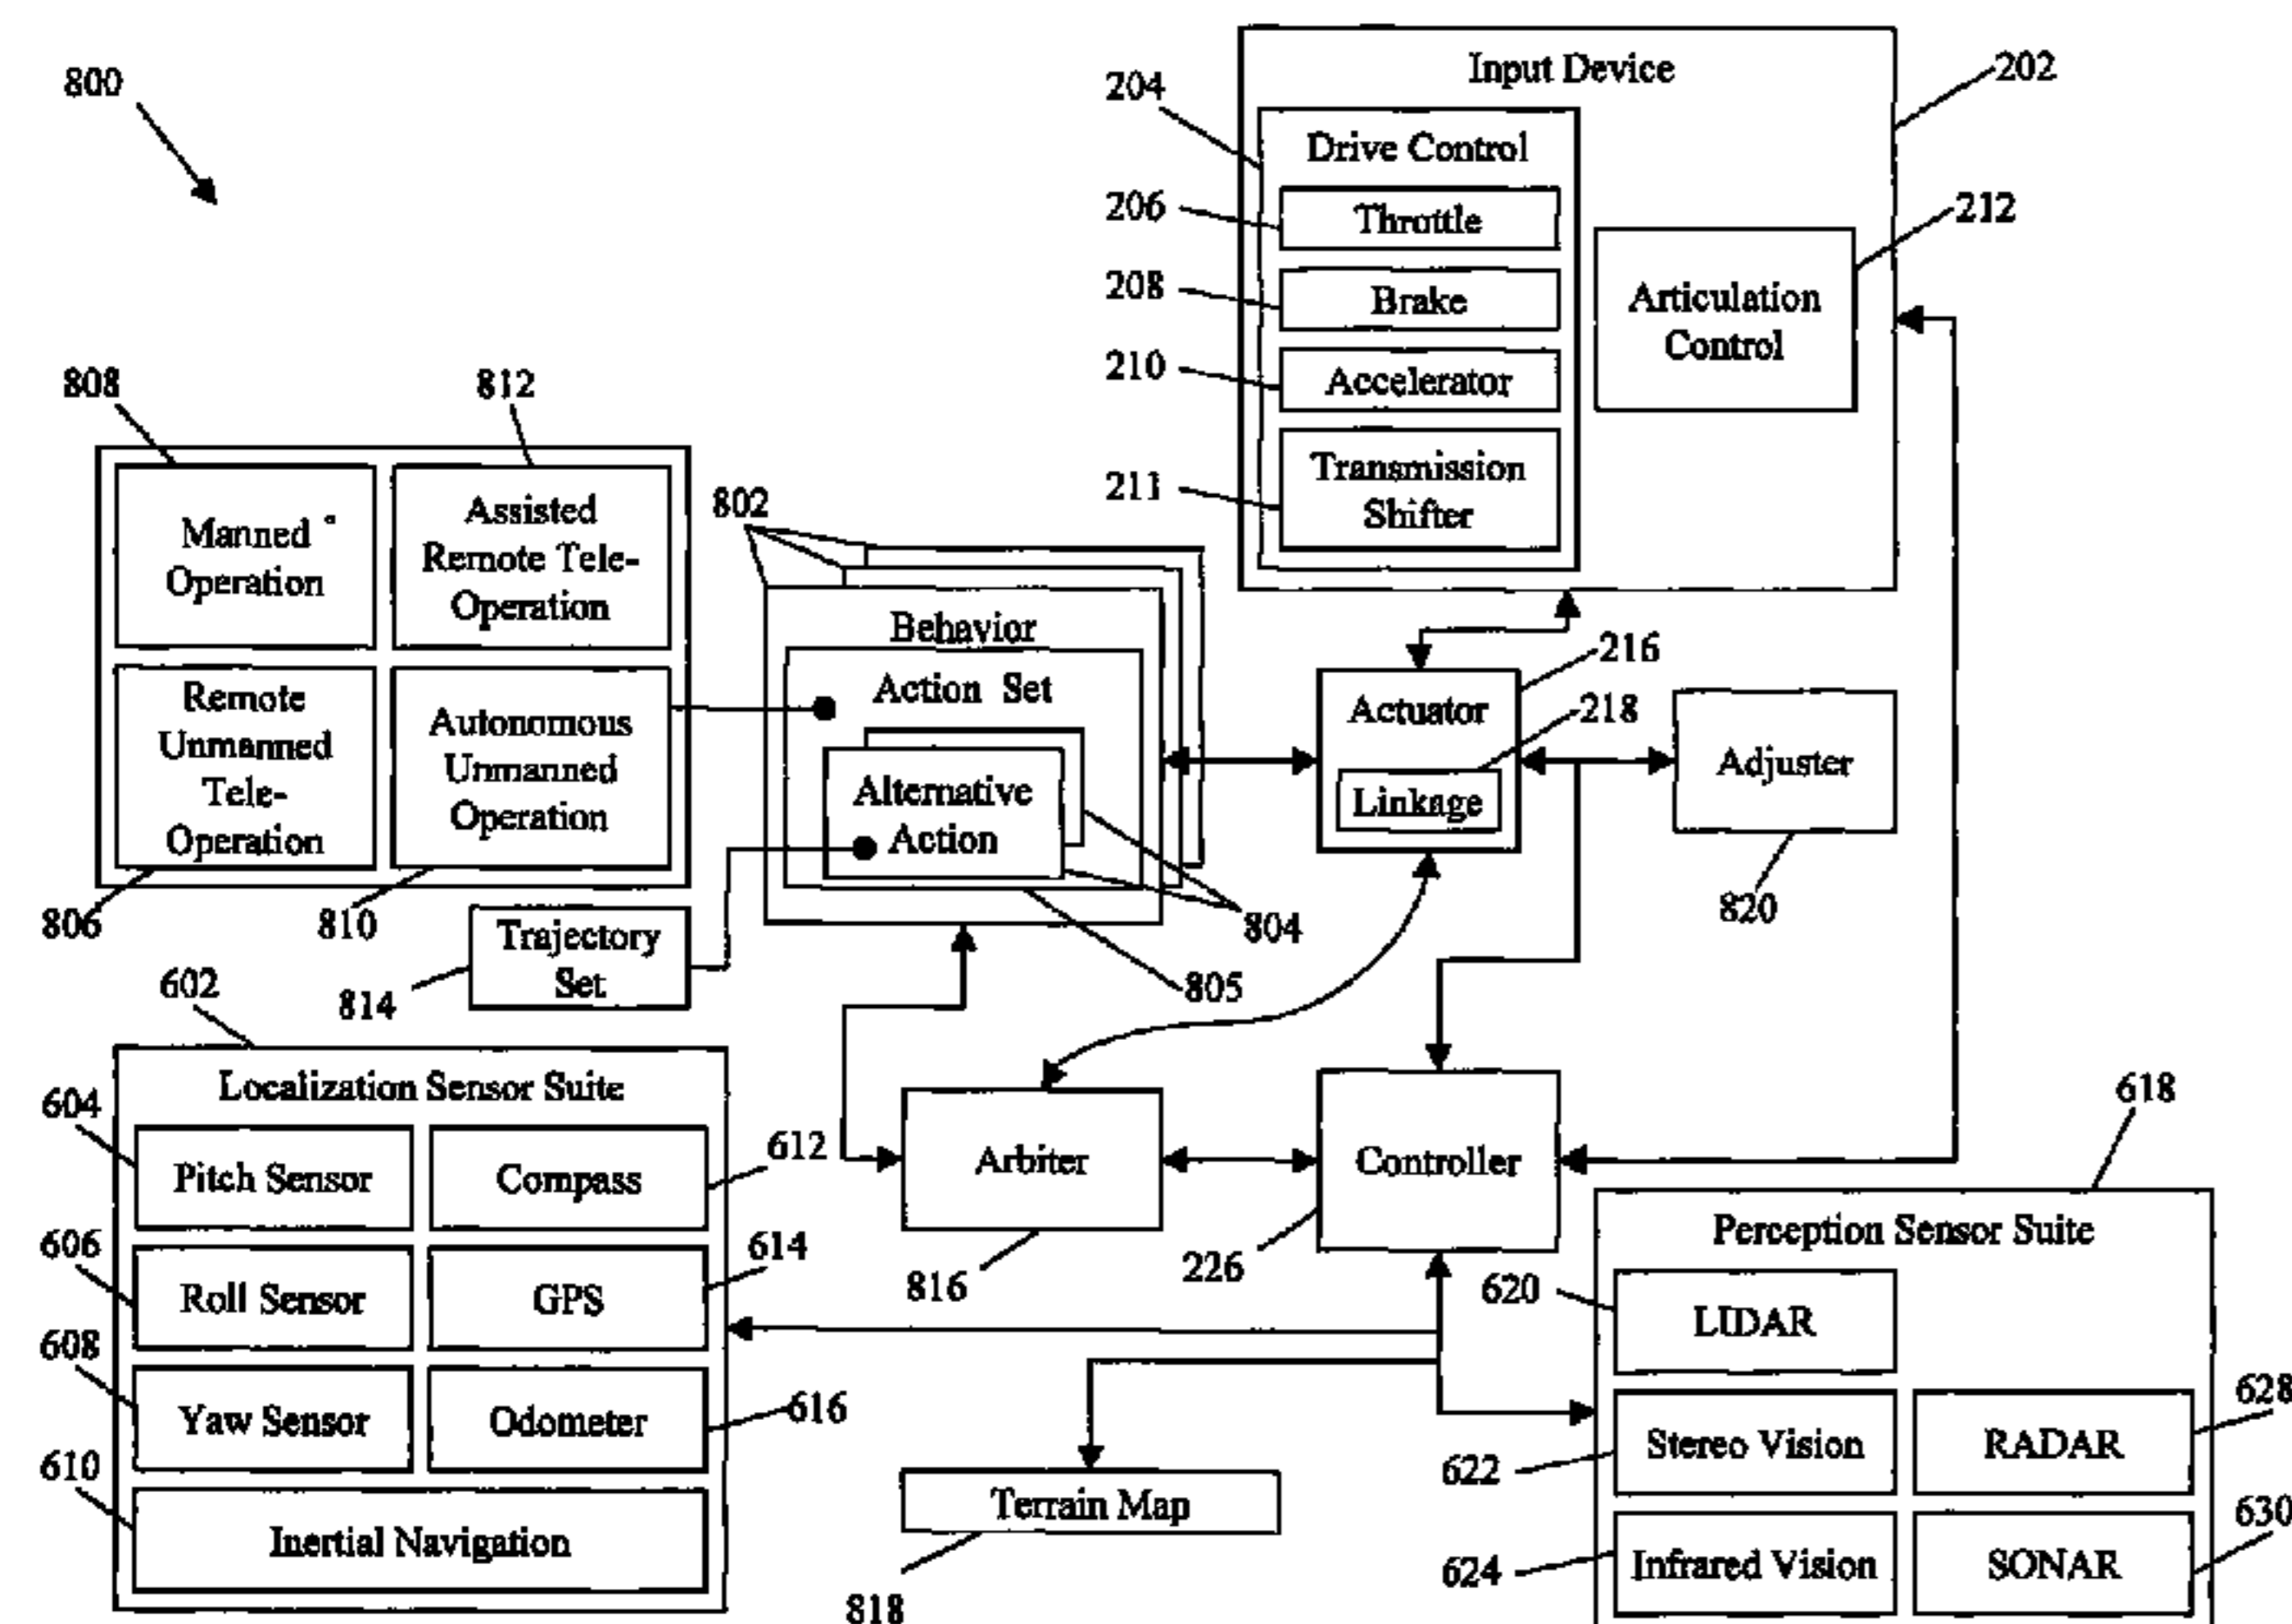 800
Input Device
202
204
Drive Control
206
Throttle
212
208
Brake
Articulation
Control
210
Accelerator
211
Transmission
Shifter
808
812
Manned
Operation
Assisted
Remote Tele-
Operation
Remote
Unmanned
Tele-
Operation
Autonomous
Unmanned
Operation
806
810
802
Behavior
Action Set
Alternative
Action
804
805
Trajectory
Set
814
216
Actuator
218
Linkage
Adjuster
820
602
Localization Sensor Suite
604
Pitch Sensor
Compass
612
606
Roll Sensor
GPS
614
608
Yaw Sensor
Odometer
616
610
Inertial Navigation
Arbiter
816
Controller
226
Terrain Map
818
618
Perception Sensor Suite
620
LIDAR
622
Stereo Vision
RADAR
628
624
Infrared Vision
SONAR
630